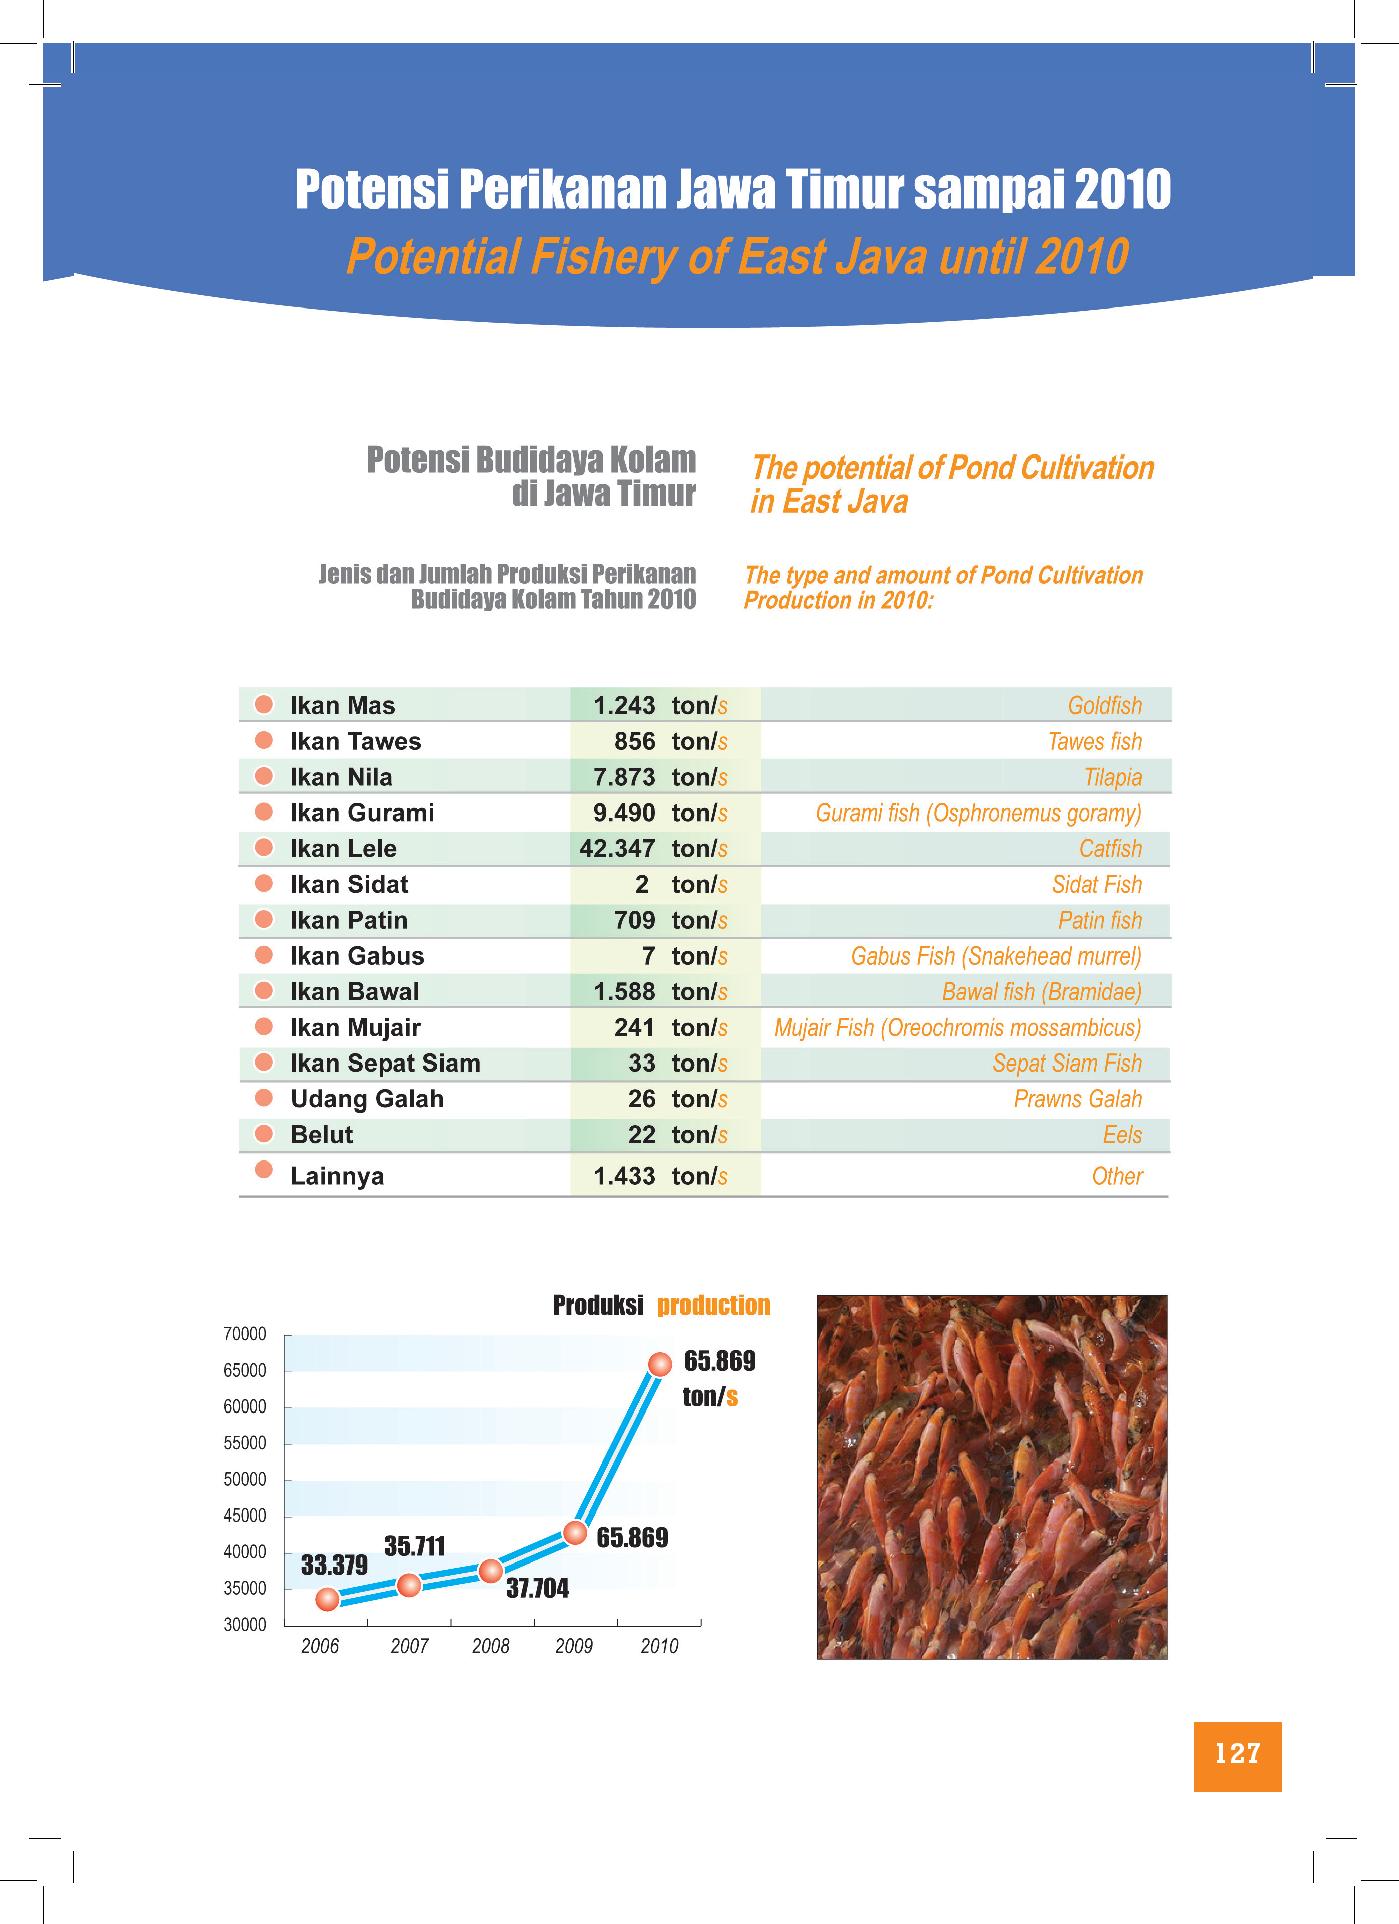 Potensi Perikanan Jawa Timur sampai 2010
Potential Fishery of East Java until 2010
Potensi Budidaya Kolam
di Jawa Timur
The potential of Pond Cultivation
in East Java
Jenis dan Jumlah Produksi Perikanan
Budidaya Kolam Tahun 2010
The type and amount of Pond Cultivation
Production in 2010:
Ikan Mas 1.243 ton/s Goldfish
Ikan Tawes 856 ton/s Tawes fish
Ikan Nila 7.873 ton/s Tilapia
Ikan Gurami 9.490 ton/s Gurami fish (Osphronemus goramy)
Ikan Lele 42.347 ton/s Catfish
Ikan Sidat 2 ton/s Sidat Fish
Ikan Patin 709 ton/s Patin fish
Ikan Gabus 7 ton/s Gabus Fish (Snakehead murrel)
Ikan Bawal 1.588 ton/s Bawal fish (Bramidae)
Ikan Mujair 241 ton/s Mujair Fish (Oreochromis mossambicus)
Ikan Sepat Siam 33 ton/s Sepat Siam Fish
Udang Galah 26 ton/s Prawns Galah
Belut 22 ton/s Eels
Lainnya 1.433 ton/s Other
Produksi production
70000
65000
60000
55000
50000
45000
40000
35000
30000
33.379
35.711
37.704
65.869
65.869
ton/s
2006 2007 2008 2009 2010
127